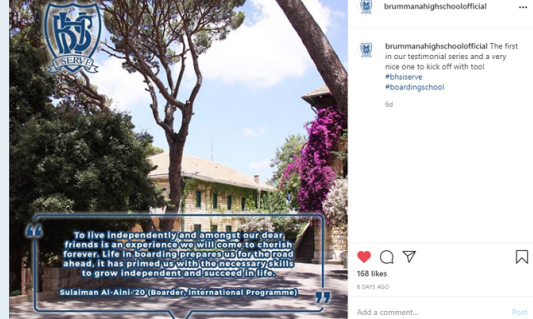 brummanahighschoolofficial
brummanahighschoolofficial The first
in our testimonial series and a very
nice one to kick off with too!
#bhsiserve
#boardingschool
6d
I SERVE
To live independently and amongst our dear
friends is an experience we will come to cherish
forever. Life in boarding prepares us for the road
ahead, it has primed us with the necessary skills
to grow independent and succeed in life.
Sulaiman Al-Aini-'20 (Boarder, International Programme)
168 likes
8 DAYS AGO
Add a comment...
Post